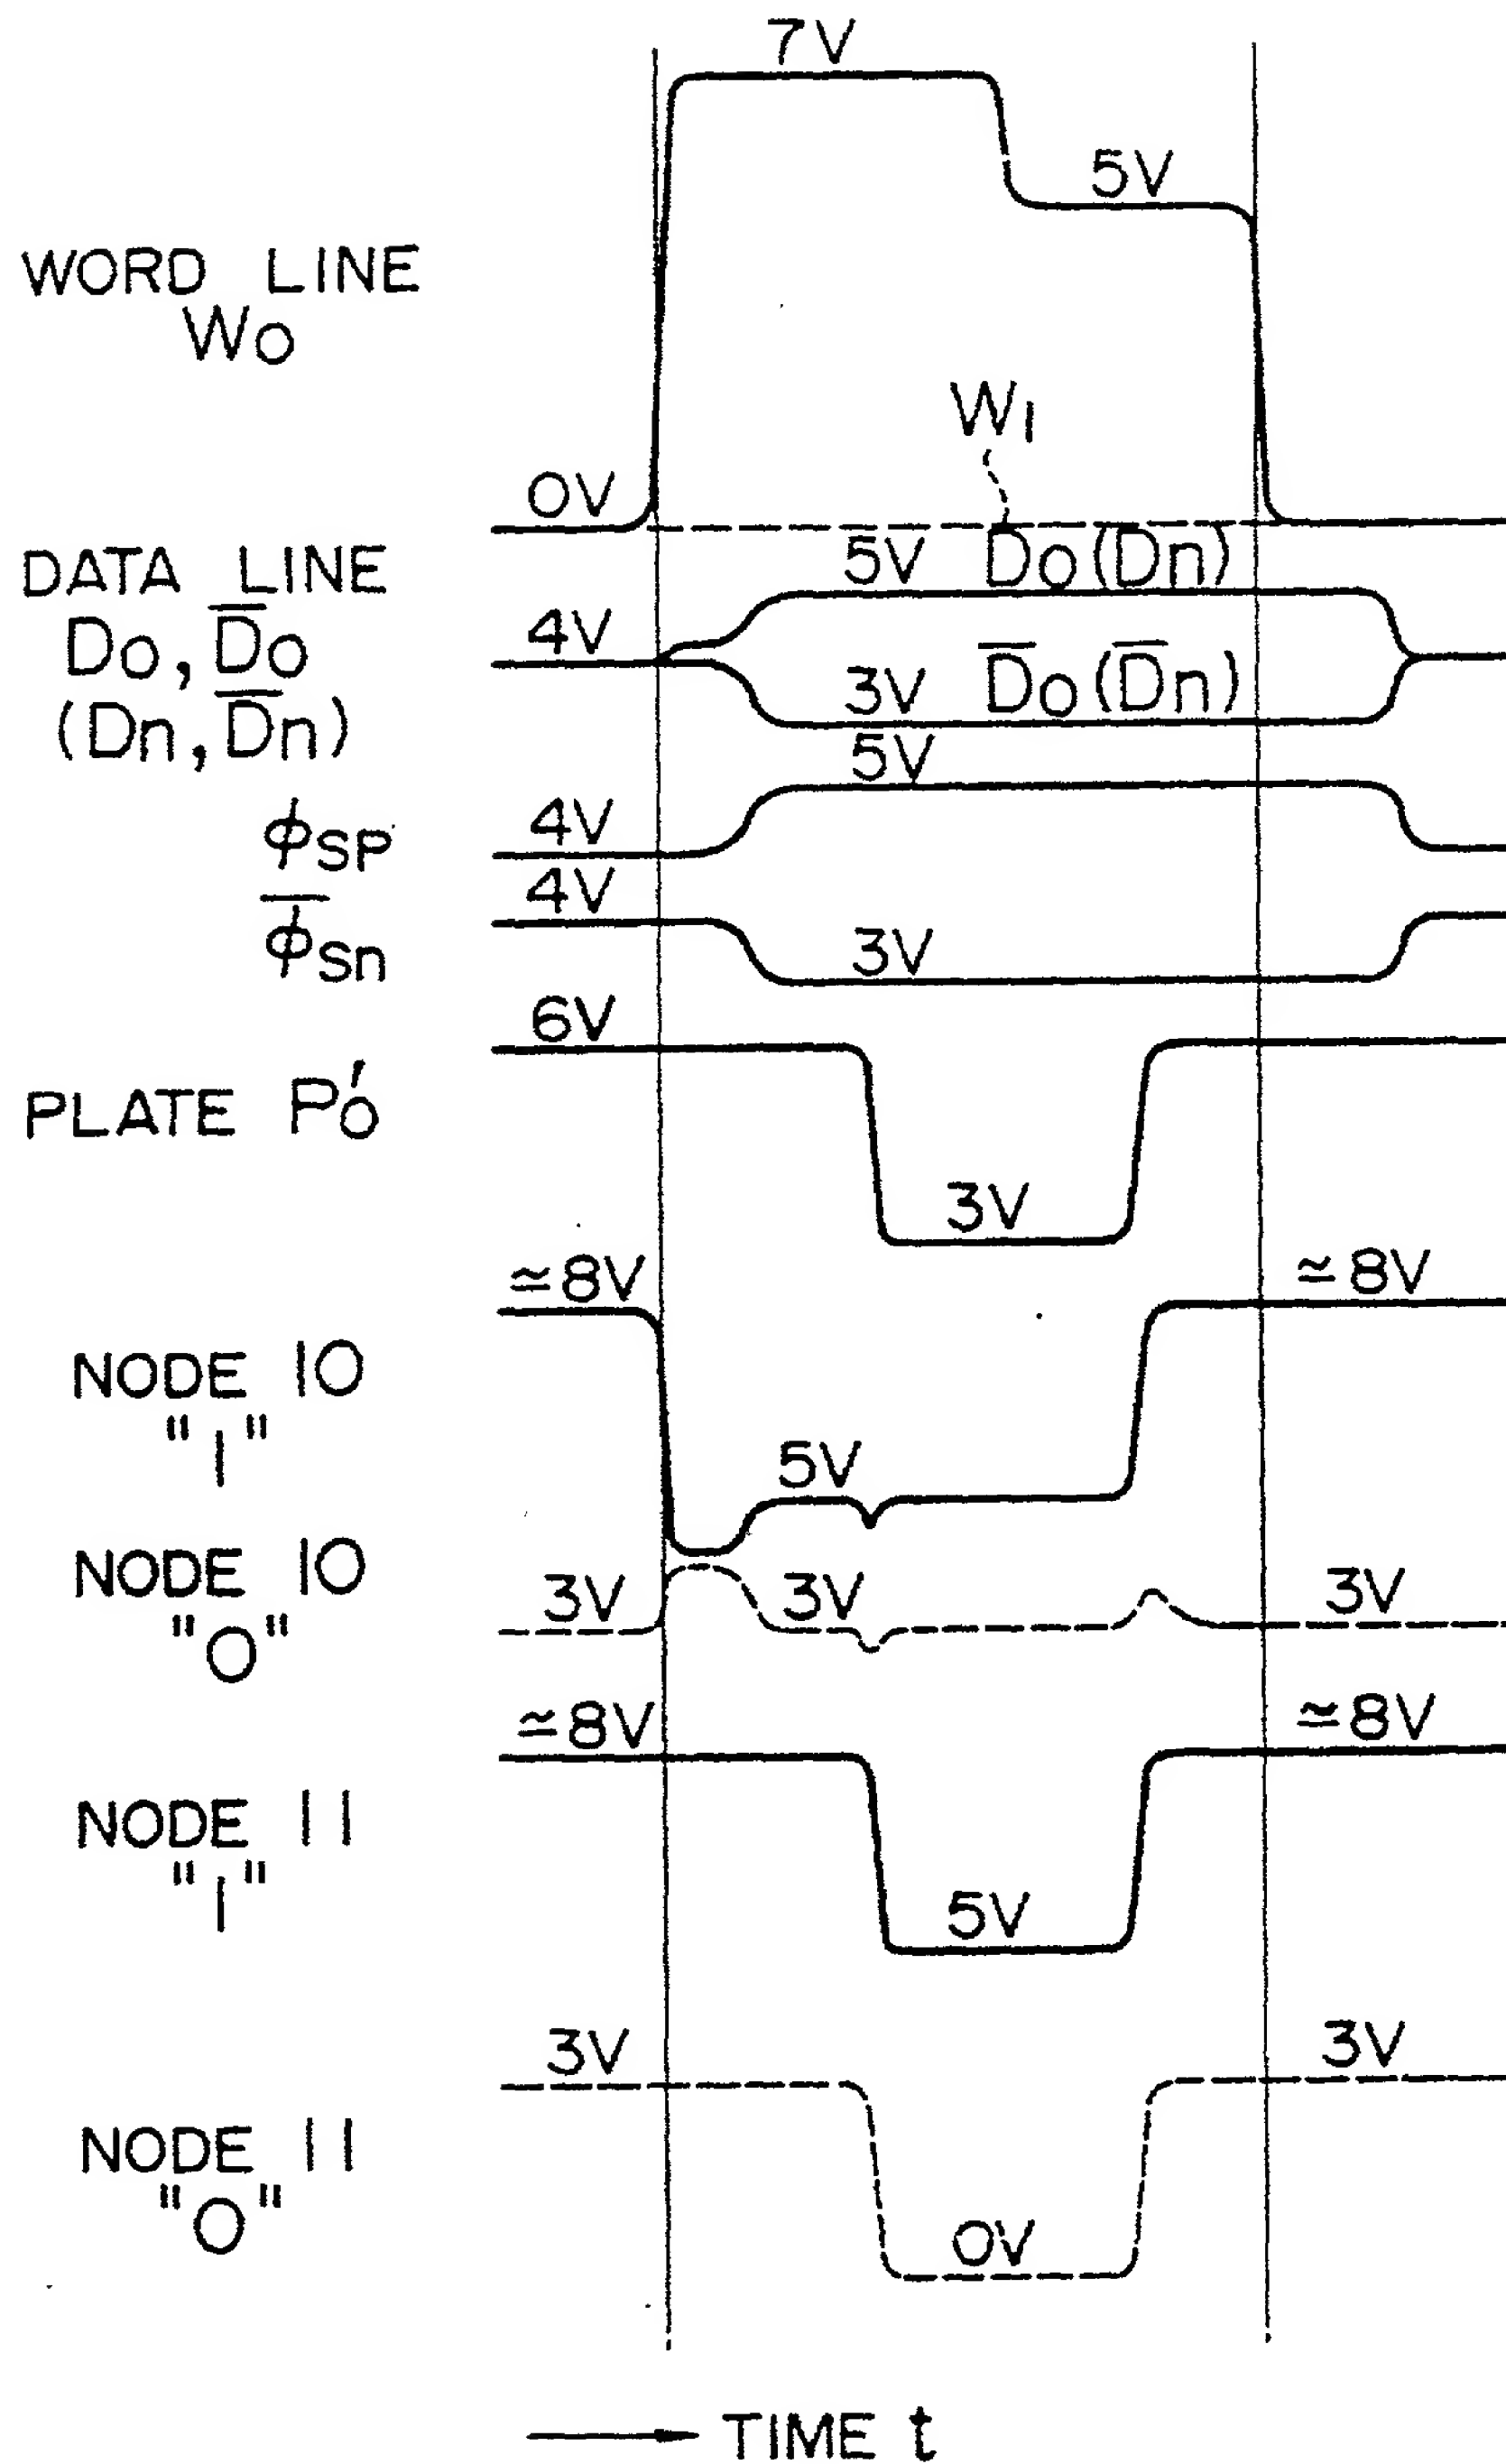 7V
5V
WORD LINE
W0
W1
0V
5V D0(Dn)
DATA LINE
D0, D̅0
4V
(Dn, D̅n)
3V D̅0(D̅n)
5V
ϕSP
4V
ϕ̅Sn
4V
3V
6V
PLATE P'0
3V
≃8V ≃8V
NODE 10
"1"
5V
NODE 10
"0"
3V 3V 3V
≃8V ≃8V
NODE 11
"1"
5V
3V 3V
NODE 11
"0"
0V
TIME t